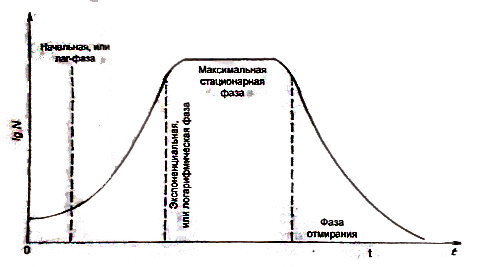 Начальная, или
лаг-фаза
Максимальная
стационарная
фаза
lg N
Экспоненциальная,
или логарифмическая фаза
Фаза
отмирания
0
t
t